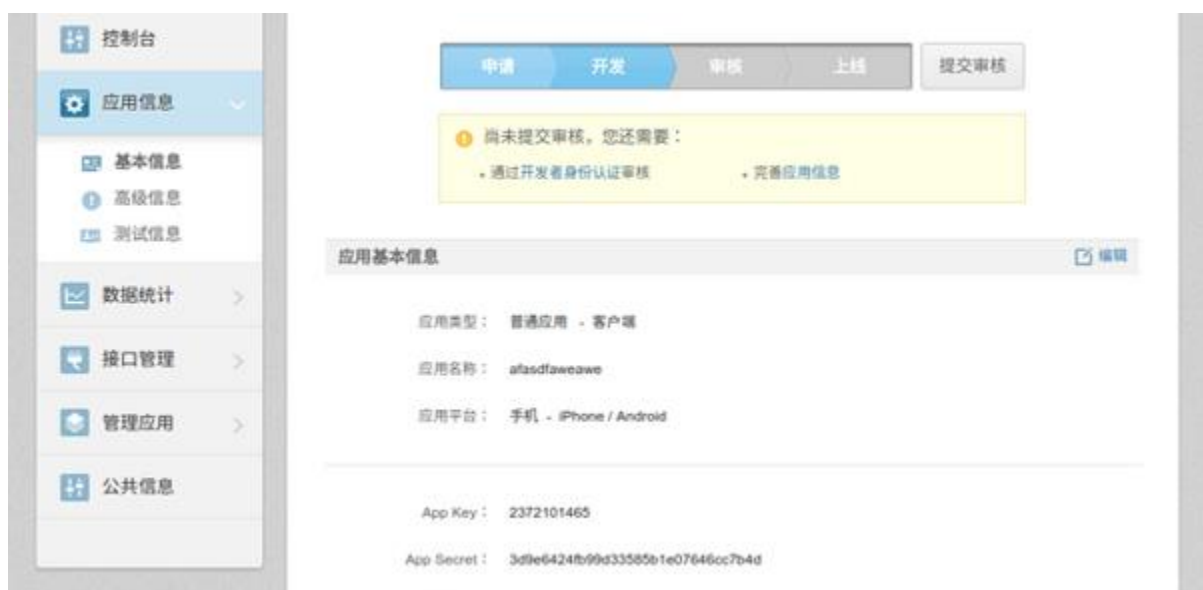 控制台
应用信息
基本信息
高级信息
测试信息
数据统计
接口管理
管理应用
公共信息
申请 开发 审核 上线 提交审核
尚未提交审核，您还需要：
• 通过开发者身份认证审核 • 完善应用信息
应用基本信息 编辑
应用类型： 普通应用 - 客户端
应用名称： afasdfaweawe
应用平台： 手机 - iPhone / Android
App Key： 2372101465
App Secret： 3d9e6424fb99d33585b1e07646cc7b4d